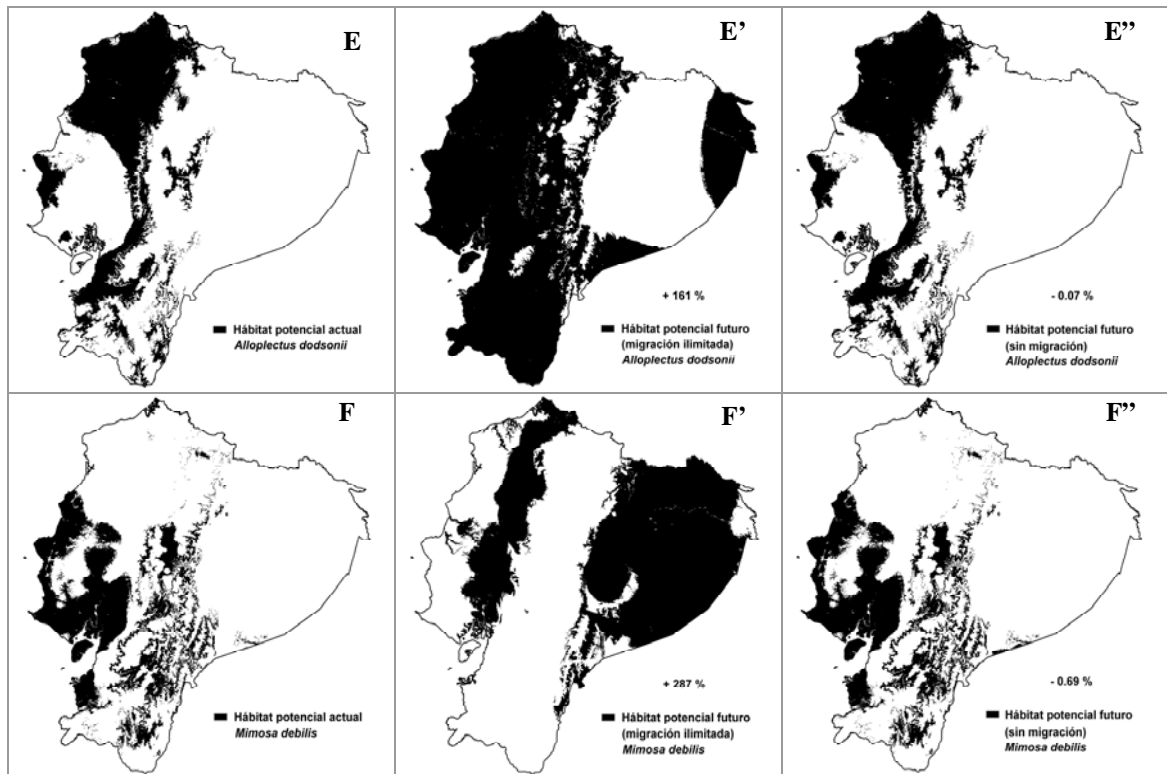 E
Hábitat potencial actual
Alloplectus dodsonii
E’
+ 161 %
Hábitat potencial futuro
(migración ilimitada)
Alloplectus dodsonii
E’’
- 0.07 %
Hábitat potencial futuro
(sin migración)
Alloplectus dodsonii
F
Hábitat potencial actual
Mimosa debilis
F’
+ 287 %
Hábitat potencial futuro
(migración ilimitada)
Mimosa debilis
F’’
- 0.69 %
Hábitat potencial futuro
(sin migración)
Mimosa debilis